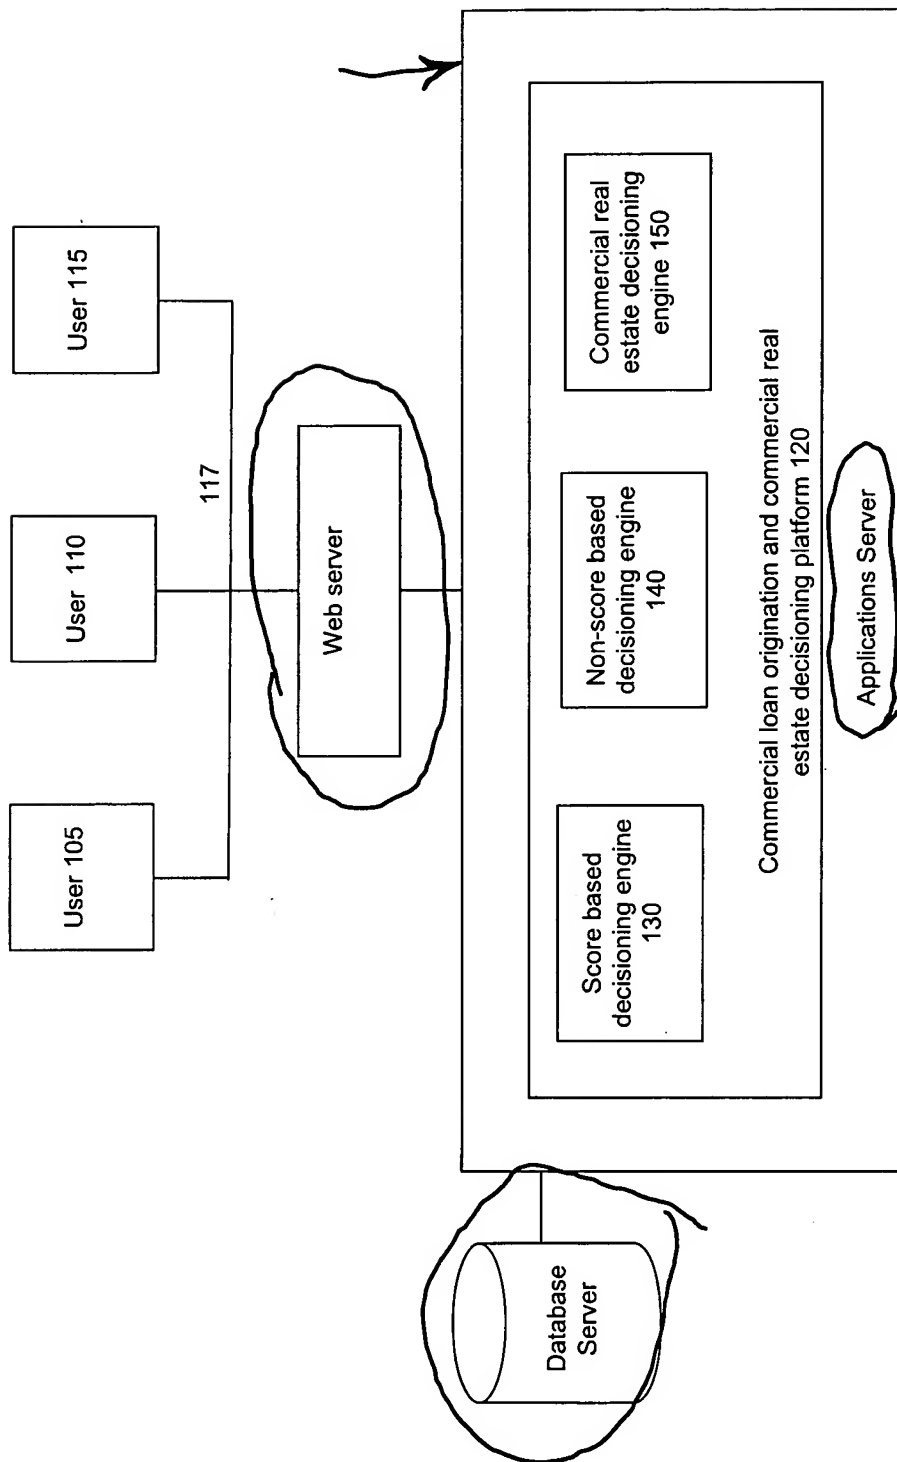 User 105
User 110
User 115
117
Web server
Database
Server
Score based
decisioning engine
130
Non-score based
decisioning engine
140
Commercial real
estate decisioning
engine 150
Commercial loan origination and commercial real
estate decisioning platform 120
Applications Server